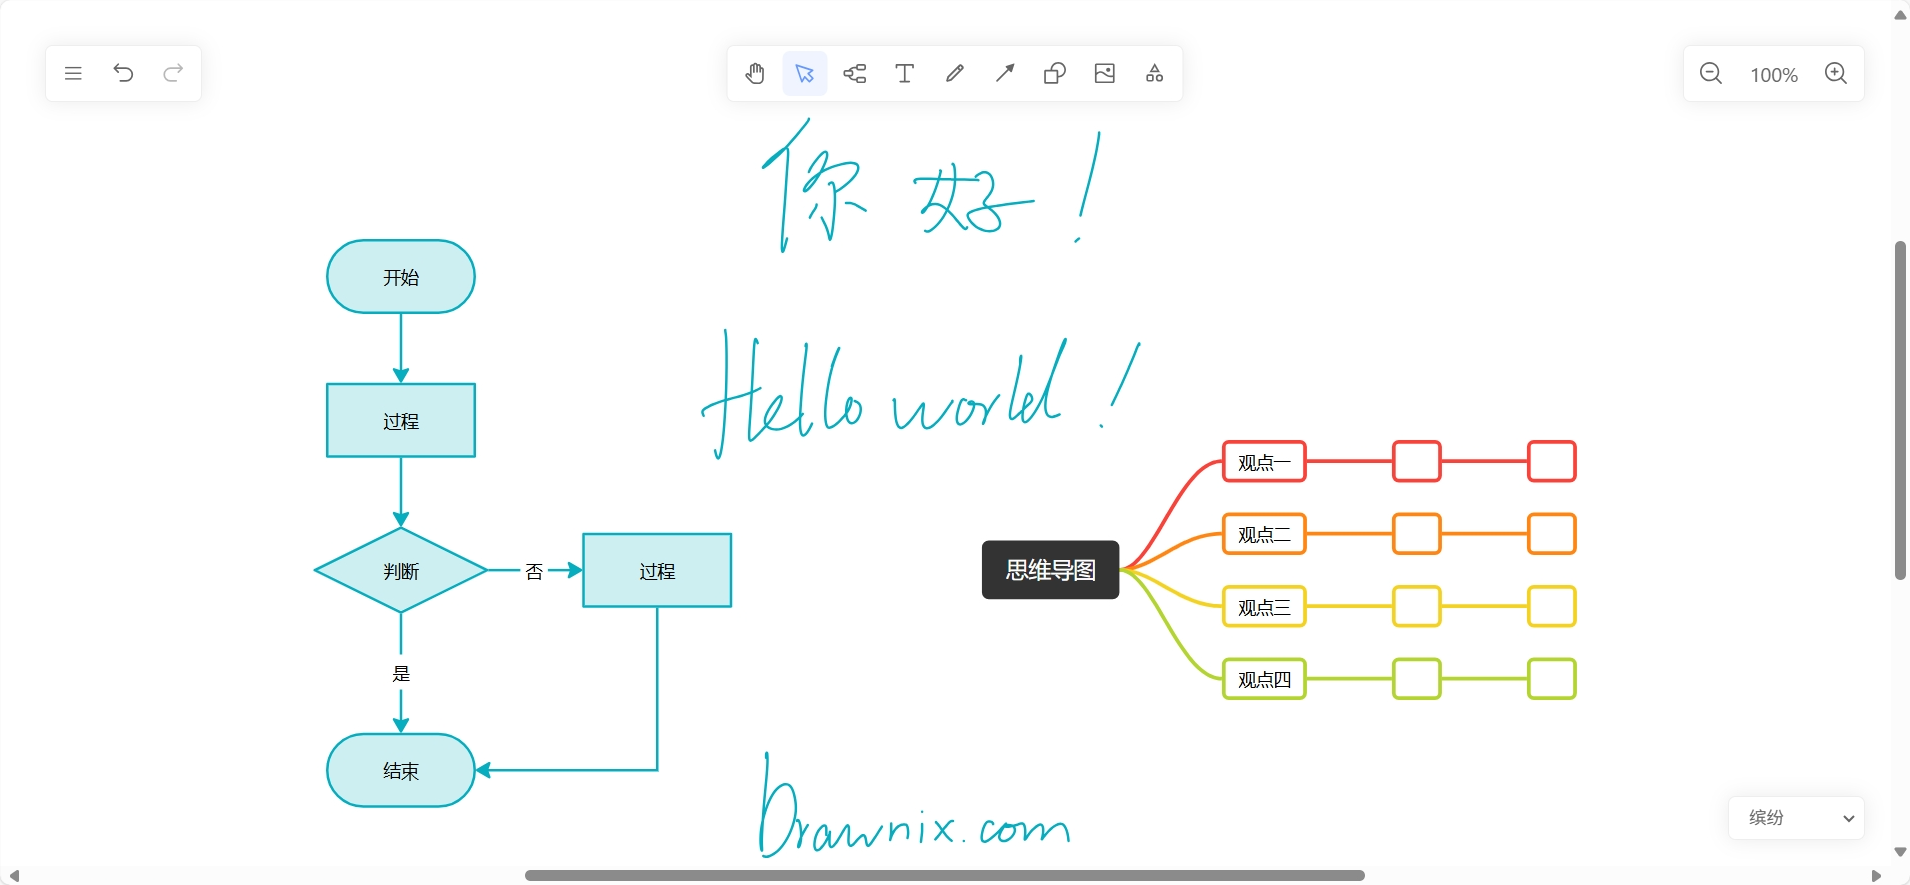 100%
你好！
开始
过程
Hello world!
观点一
观点二
思维导图
判断
否
过程
观点三
是
观点四
结束
Drawnix.com
缤纷